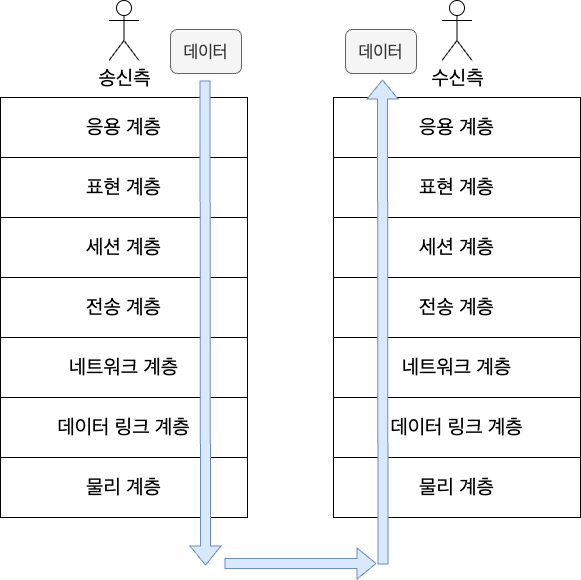 데이터
데이터
송신측
수신측
응용 계층
응용 계층
표현 계층
표현 계층
세션 계층
세션 계층
전송 계층
전송 계층
네트워크 계층
네트워크 계층
데이터 링크 계층
데이터 링크 계층
물리 계층
물리 계층